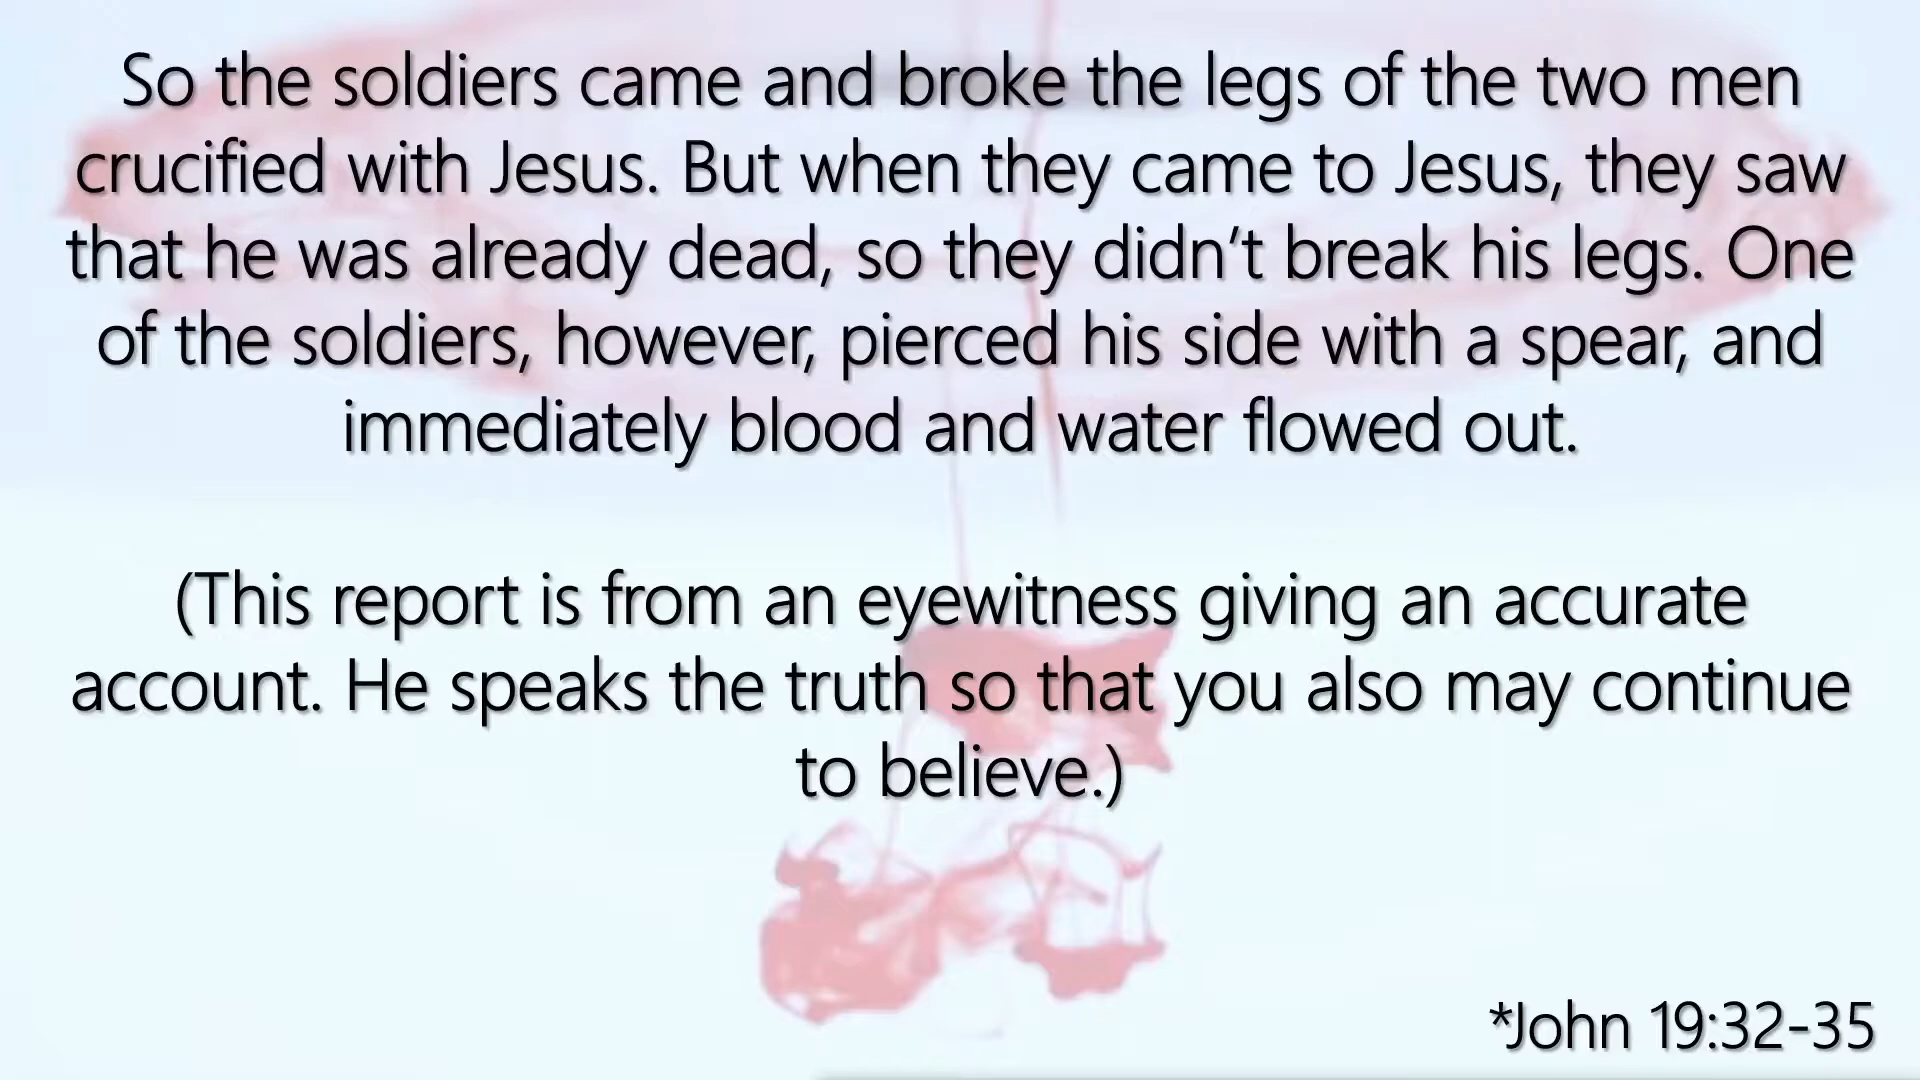 So the soldiers came and broke the legs of the two men
crucified with Jesus. But when they came to Jesus, they saw
that he was already dead, so they didn’t break his legs. One
of the soldiers, however, pierced his side with a spear, and
immediately blood and water flowed out.
(This report is from an eyewitness giving an accurate
account. He speaks the truth so that you also may continue
to believe.)
*John 19:32-35